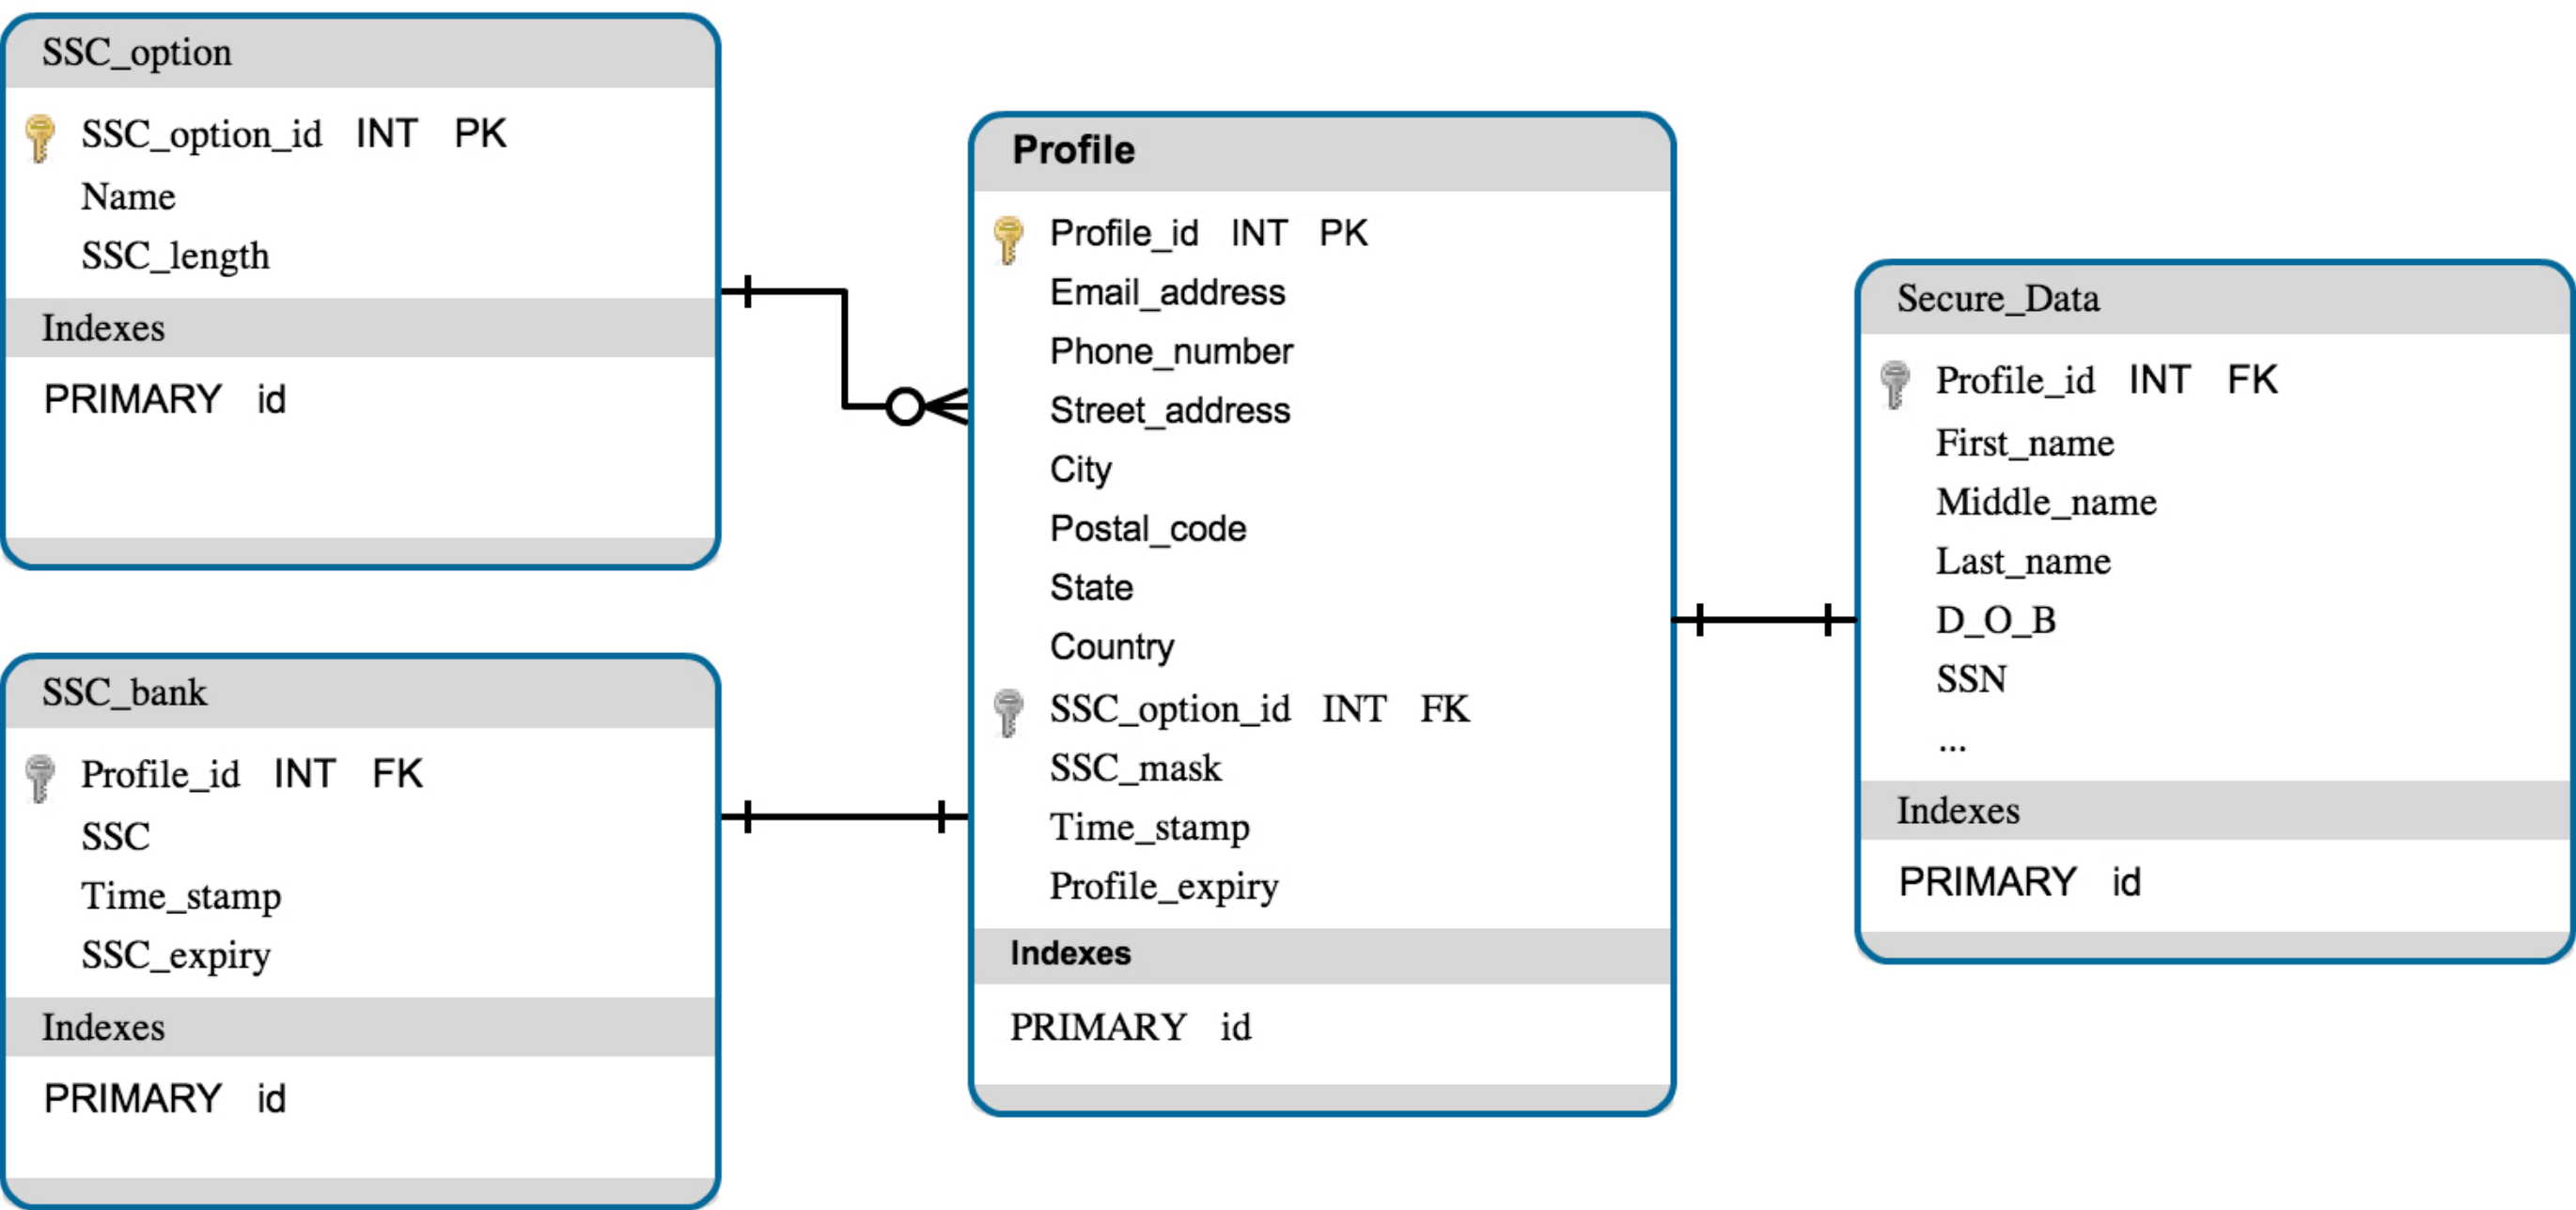 SSC_option
SSC_option_id INT PK
Name
SSC_length
Indexes
PRIMARY id
SSC_bank
Profile_id INT FK
SSC
Time_stamp
SSC_expiry
Indexes
PRIMARY id
Profile
Profile_id INT PK
Email_address
Phone_number
Street_address
City
Postal_code
State
Country
SSC_option_id INT FK
SSC_mask
Time_stamp
Profile_expiry
Indexes
PRIMARY id
Secure_Data
Profile_id INT FK
First_name
Middle_name
Last_name
D_O_B
SSN
...
Indexes
PRIMARY id